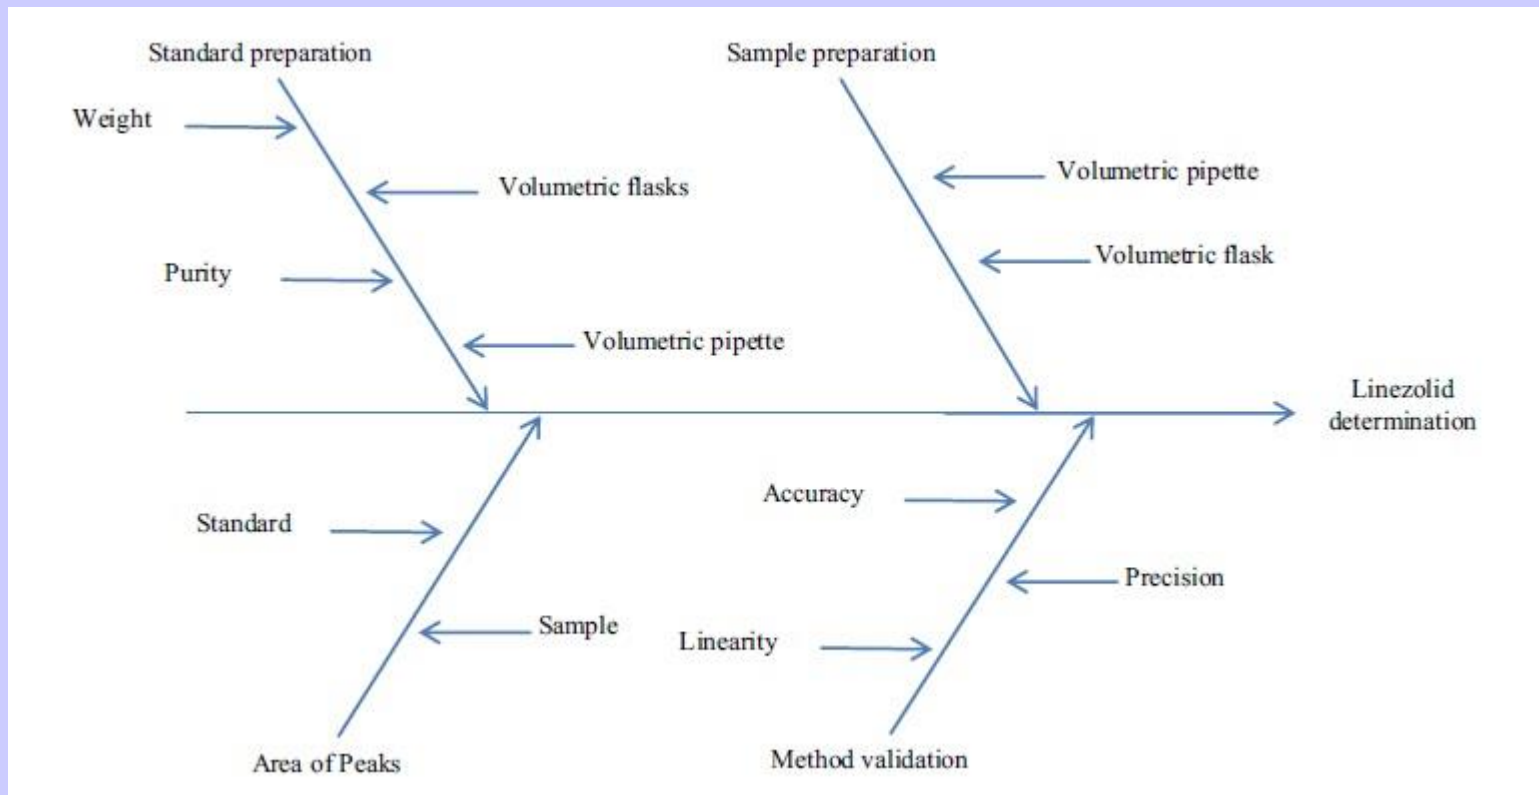 Standard preparation
Sample preparation
Weight
Volumetric pipette
Volumetric flasks
Volumetric flask
Purity
Volumetric pipette
Linezolid
determination
Accuracy
Standard
Precision
Sample
Linearity
Method validation
Area of Peaks